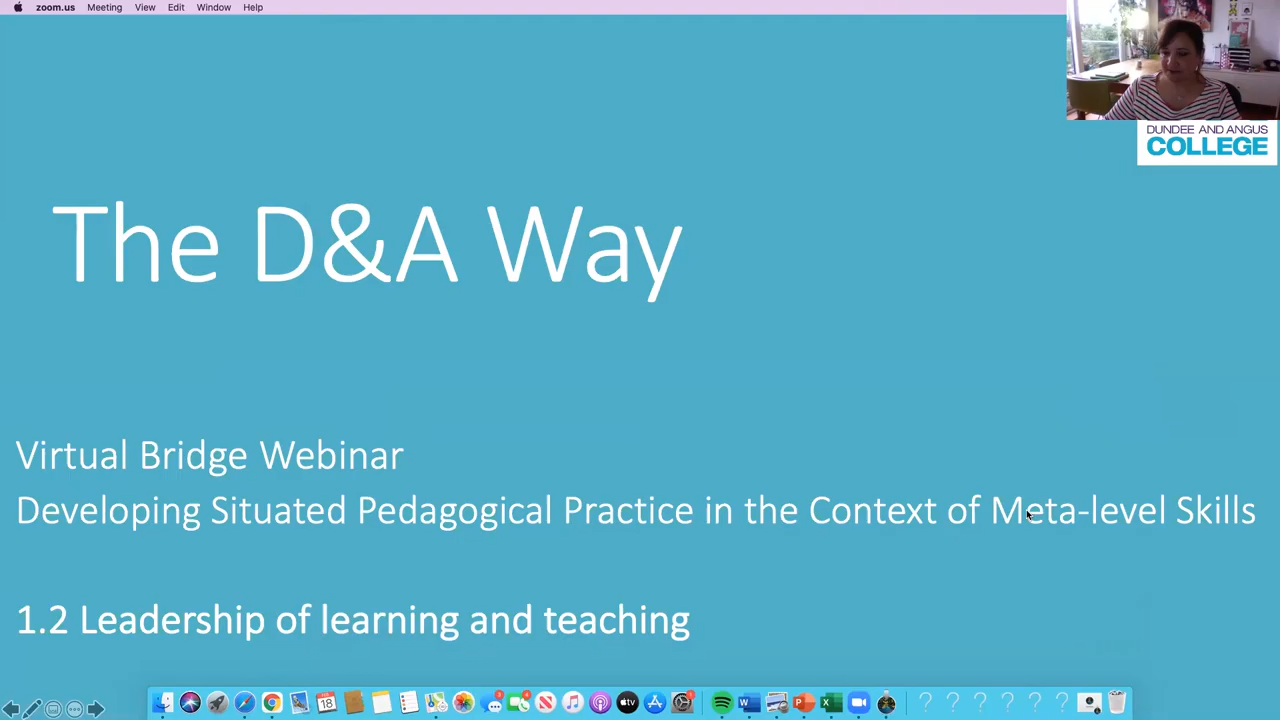 zoom.us Meeting View Edit Window Help
DUNDEE AND ANGUS
COLLEGE
The D&A Way
Virtual Bridge Webinar
Developing Situated Pedagogical Practice in the Context of Meta-level Skills
1.2 Leadership of learning and teaching